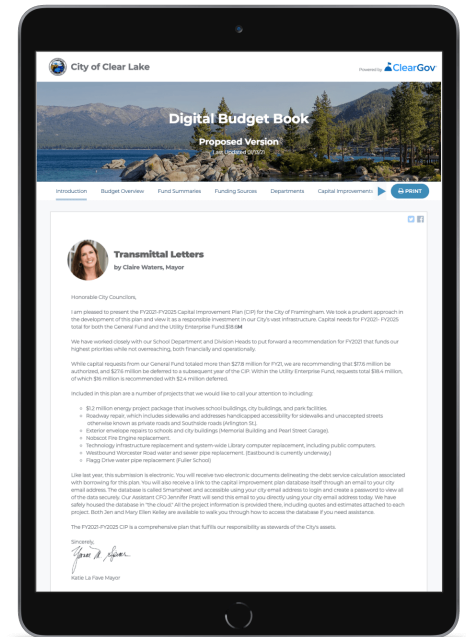 City of Clear Lake
Powered by ClearGov
Digital Budget Book
Proposed Version
Last Updated
Introduction Budget Overview Fund Summaries Funding Sources Departments Capital Improvements PRINT
Transmittal Letters
by Claire Waters, Mayor
Honorable City Councilors,
I am pleased to present the FY2021-FY2025 Capital Improvement Plan (CIP) for the City of Framingham. We took a prudent approach in
the development of this plan and view it as a responsible investment in our City's vast infrastructure. Capital needs for FY2021- FY2025
total for both the General Fund and the Utility Enterprise Fund.
We have worked closely with our School Department and Division Heads to put forward a recommendation for FY2021 that funds our
highest priorities while not overreaching, both financially and operationally.
While capital requests from our General Fund totaled more than $27.8 million for FY21, we are recommending that $17.9 million be
authorized, and $27.6 million be deferred to a subsequent year of the CIP. Within the Utility Enterprise Fund, requests total $18.4 million,
of which $16 million is recommended with $2.4 million deferred.
Included in this plan are a number of projects that we would like to call your attention to including:
$1.2 million energy project package that involves school buildings, city buildings, and park facilities.
Roadway repair, which includes sidewalks and addresses handicapped accessibility for sidewalks and unaccepted streets
otherwise known as private roads and Southside roads (Arlington St.).
Exterior envelope repairs to schools and city buildings (Memorial Building and Pearl Street Garage).
Nobscot Fire Engine replacement.
Technology infrastructure replacement and system-wide Library computer replacement, including public computers.
Westbound Worcester Road water and sewer pipe replacement. (Eastbound is currently underway.)
Flagg Drive water pipe replacement (Fuller School)
Like last year, this submission is electronic. You will receive two electronic documents delineating the debt service calculation associated
with borrowing for this plan. You will also receive a link to the capital improvement plan database itself through an email to your city
email address. The database is called Smartsheet and accessible using your city email address to login and create a password to view all
of the data securely. Our Assistant CFO Jennifer Pratt will send this email to you directly using your city email address today. We have
safely housed the database in "the cloud." All the project information is provided there, including quotes and estimates attached to each
project. Both Jen and Mary Ellen Kelley are available to walk you through how to access the database if you need assistance.
The FY2021-FY2025 CIP is a comprehensive plan that fulfills our responsibility as stewards of the City's assets.
Sincerely,
Katie La Fave Mayor